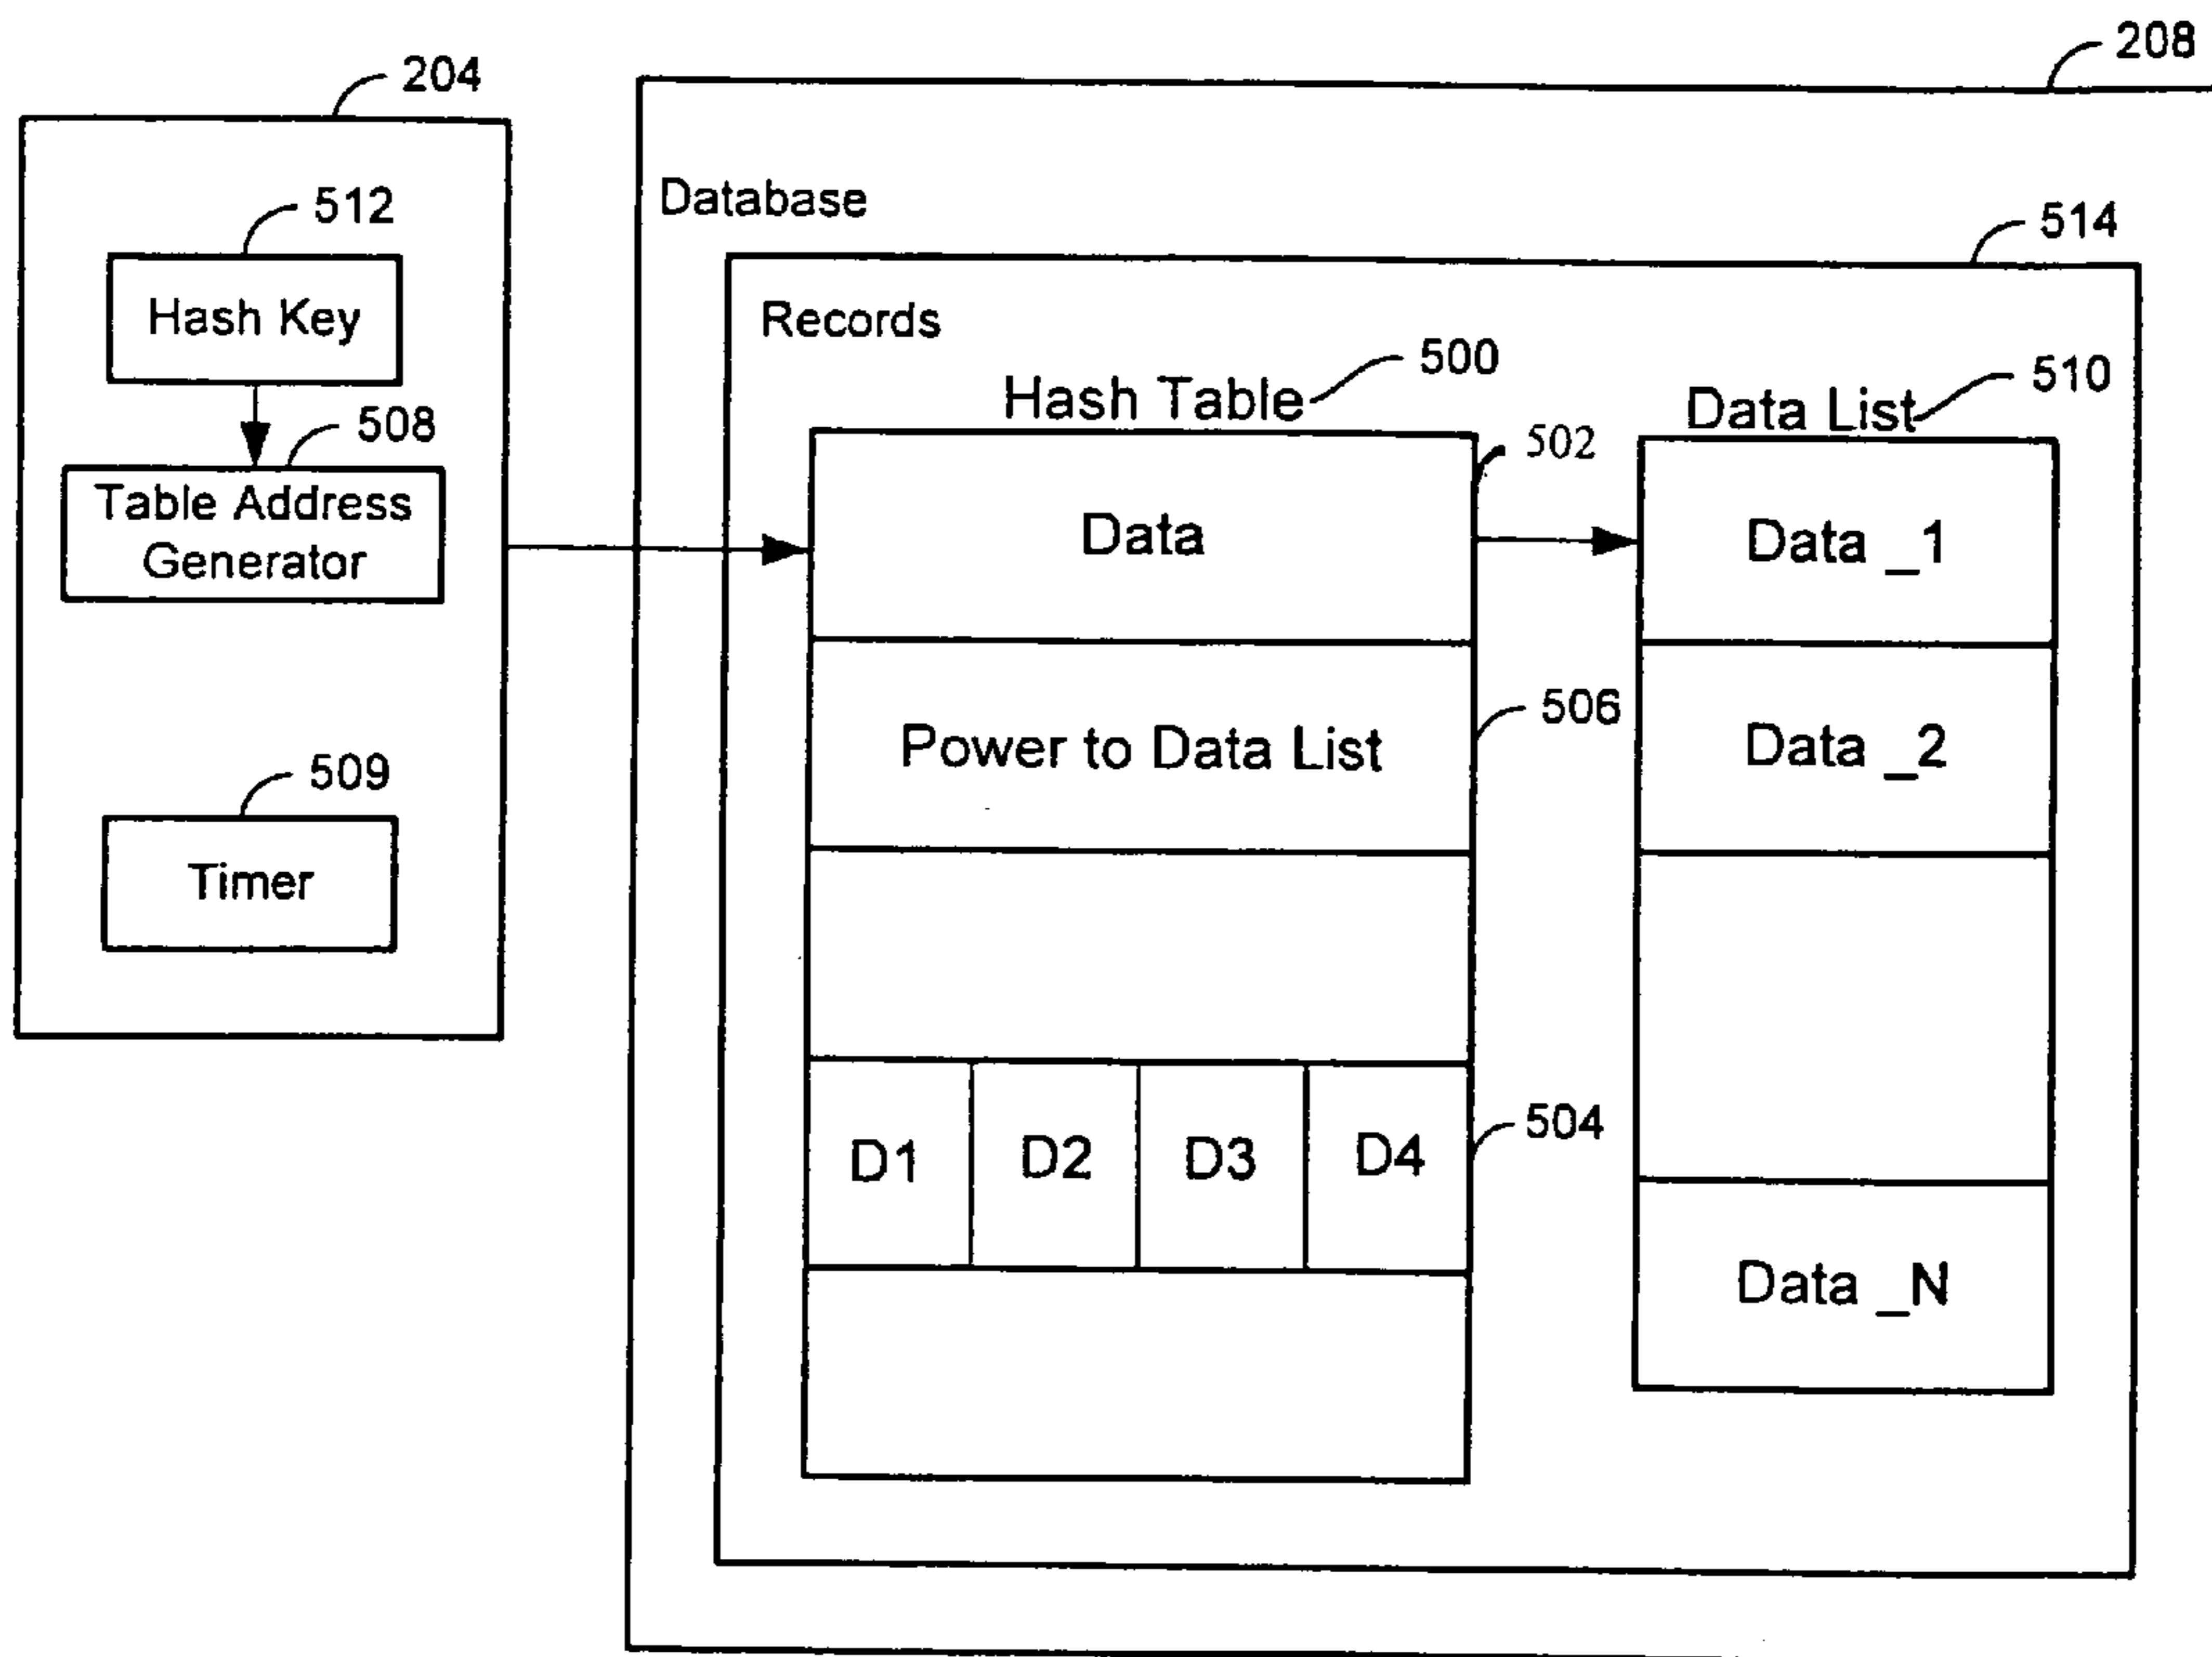 204
512
Hash Key
508
Table Address
Generator
509
Timer
208
Database
514
Records
Hash Table 500
Data List 510
502
Data
Data _1
506
Power to Data List
Data _2
D1 D2 D3 D4
504
Data _N